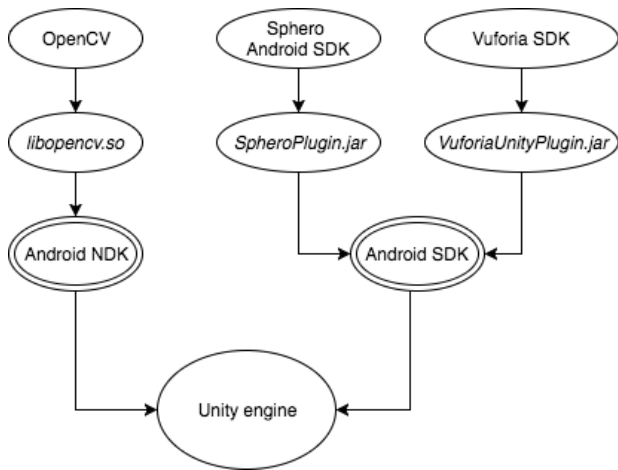 OpenCV
Sphero
Android SDK
Vuforia SDK
libopencv.so
SpheroPlugin.jar
VuforiaUnityPlugin.jar
Android NDK
Android SDK
Unity engine